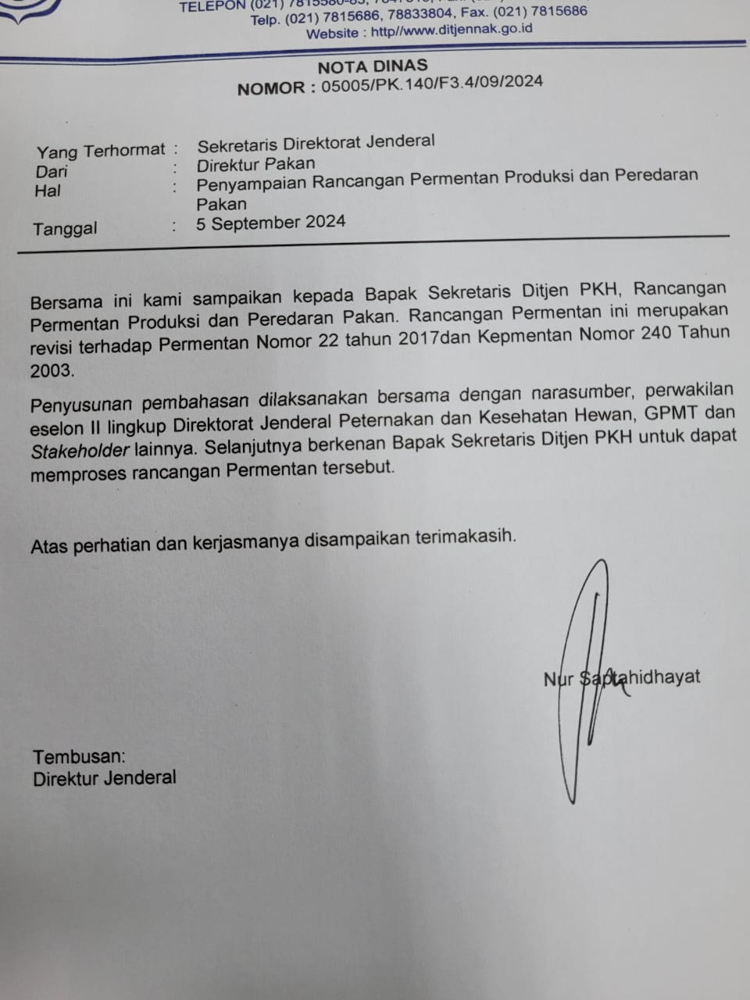 TELEPON (021)
Telp. (021) 7815686, 78833804, Fax. (021) 7815686
Website : http//www.ditjennak.go.id
NOTA DINAS
NOMOR : 05005/PK.140/F3.4/09/2024
Yang Terhormat : Sekretaris Direktorat Jenderal
Dari : Direktur Pakan
Hal : Penyampaian Rancangan Permentan Produksi dan Peredaran
Pakan
Tanggal : 5 September 2024
Bersama ini kami sampaikan kepada Bapak Sekretaris Ditjen PKH, Rancangan
Permentan Produksi dan Peredaran Pakan. Rancangan Permentan ini merupakan
revisi terhadap Permentan Nomor 22 tahun 2017dan Kepmentan Nomor 240 Tahun
2003.
Penyusunan pembahasan dilaksanakan bersama dengan narasumber, perwakilan
eselon II lingkup Direktorat Jenderal Peternakan dan Kesehatan Hewan, GPMT dan
Stakeholder lainnya. Selanjutnya berkenan Bapak Sekretaris Ditjen PKH untuk dapat
memproses rancangan Permentan tersebut.
Atas perhatian dan kerjasmanya disampaikan terimakasih.
Nur Saptahidhayat
Tembusan:
Direktur Jenderal